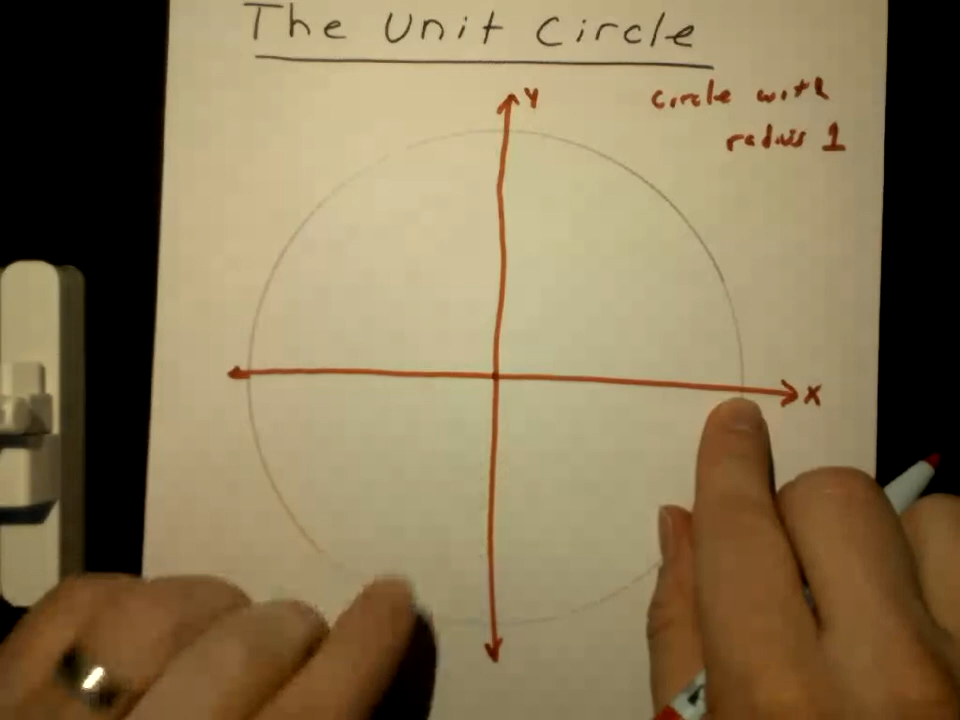 The Unit Circle
Y
circle with
radius 1
X